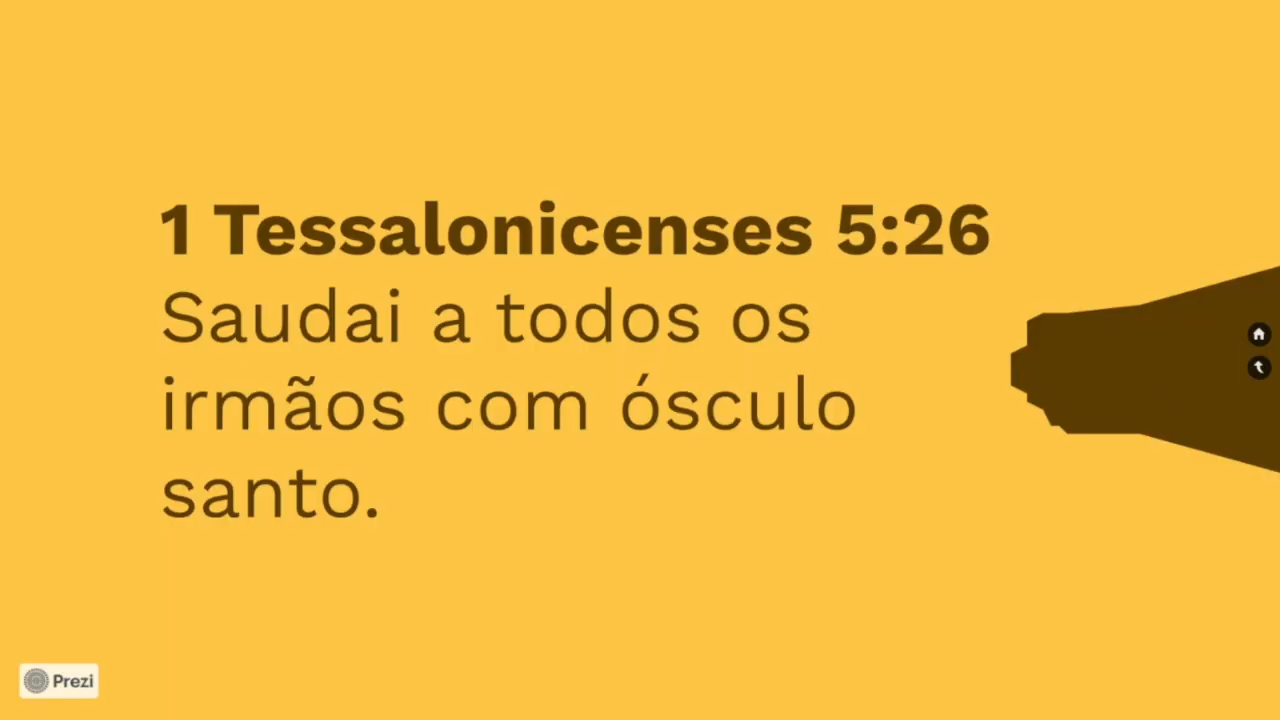 1 Tessalonicenses 5:26
Saudai a todos os
irmãos com ósculo
santo.
Prezi